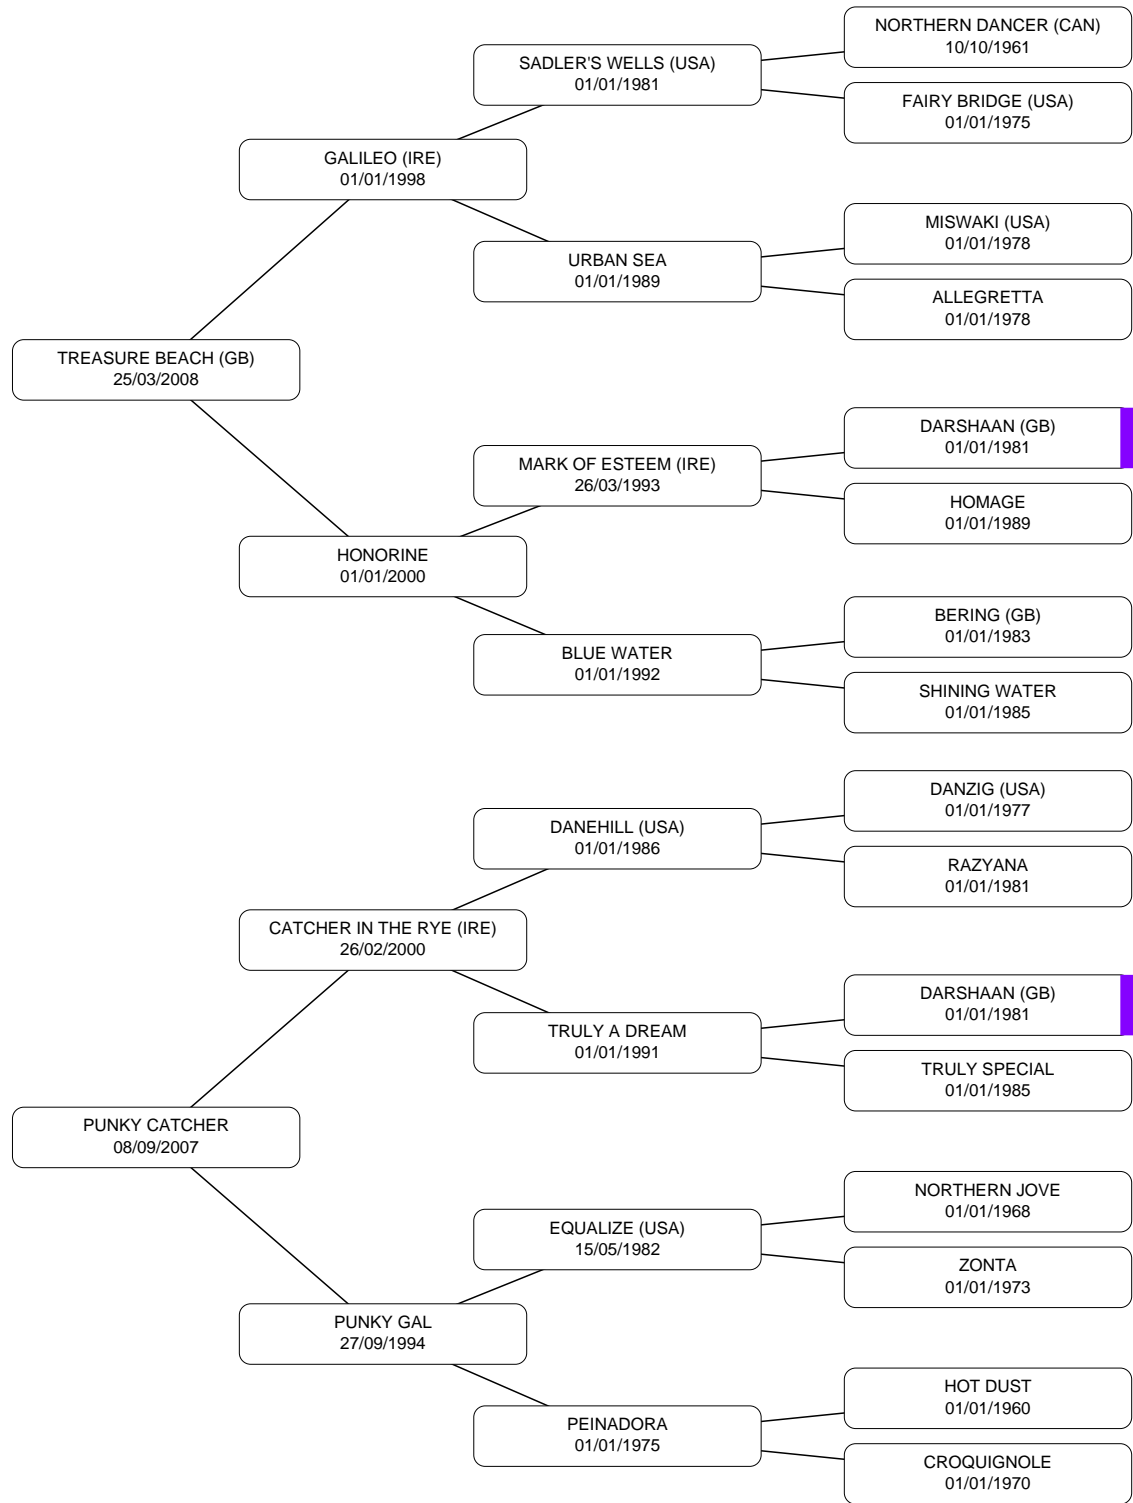 NORTHERN DANCER (CAN)
10/10/1961
SADLER'S WELLS (USA)
01/01/1981
FAIRY BRIDGE (USA)
01/01/1975
GALILEO (IRE)
01/01/1998
MISWAKI (USA)
01/01/1978
URBAN SEA
01/01/1989
ALLEGRETTA
01/01/1978
TREASURE BEACH (GB)
25/03/2008
DARSHAAN (GB)
01/01/1981
MARK OF ESTEEM (IRE)
26/03/1993
HOMAGE
01/01/1989
HONORINE
01/01/2000
BERING (GB)
01/01/1983
BLUE WATER
01/01/1992
SHINING WATER
01/01/1985
DANZIG (USA)
01/01/1977
DANEHILL (USA)
01/01/1986
RAZYANA
01/01/1981
CATCHER IN THE RYE (IRE)
26/02/2000
DARSHAAN (GB)
01/01/1981
TRULY A DREAM
01/01/1991
TRULY SPECIAL
01/01/1985
PUNKY CATCHER
08/09/2007
NORTHERN JOVE
01/01/1968
EQUALIZE (USA)
15/05/1982
ZONTA
01/01/1973
PUNKY GAL
27/09/1994
HOT DUST
01/01/1960
PEINADORA
01/01/1975
CROQUIGNOLE
01/01/1970